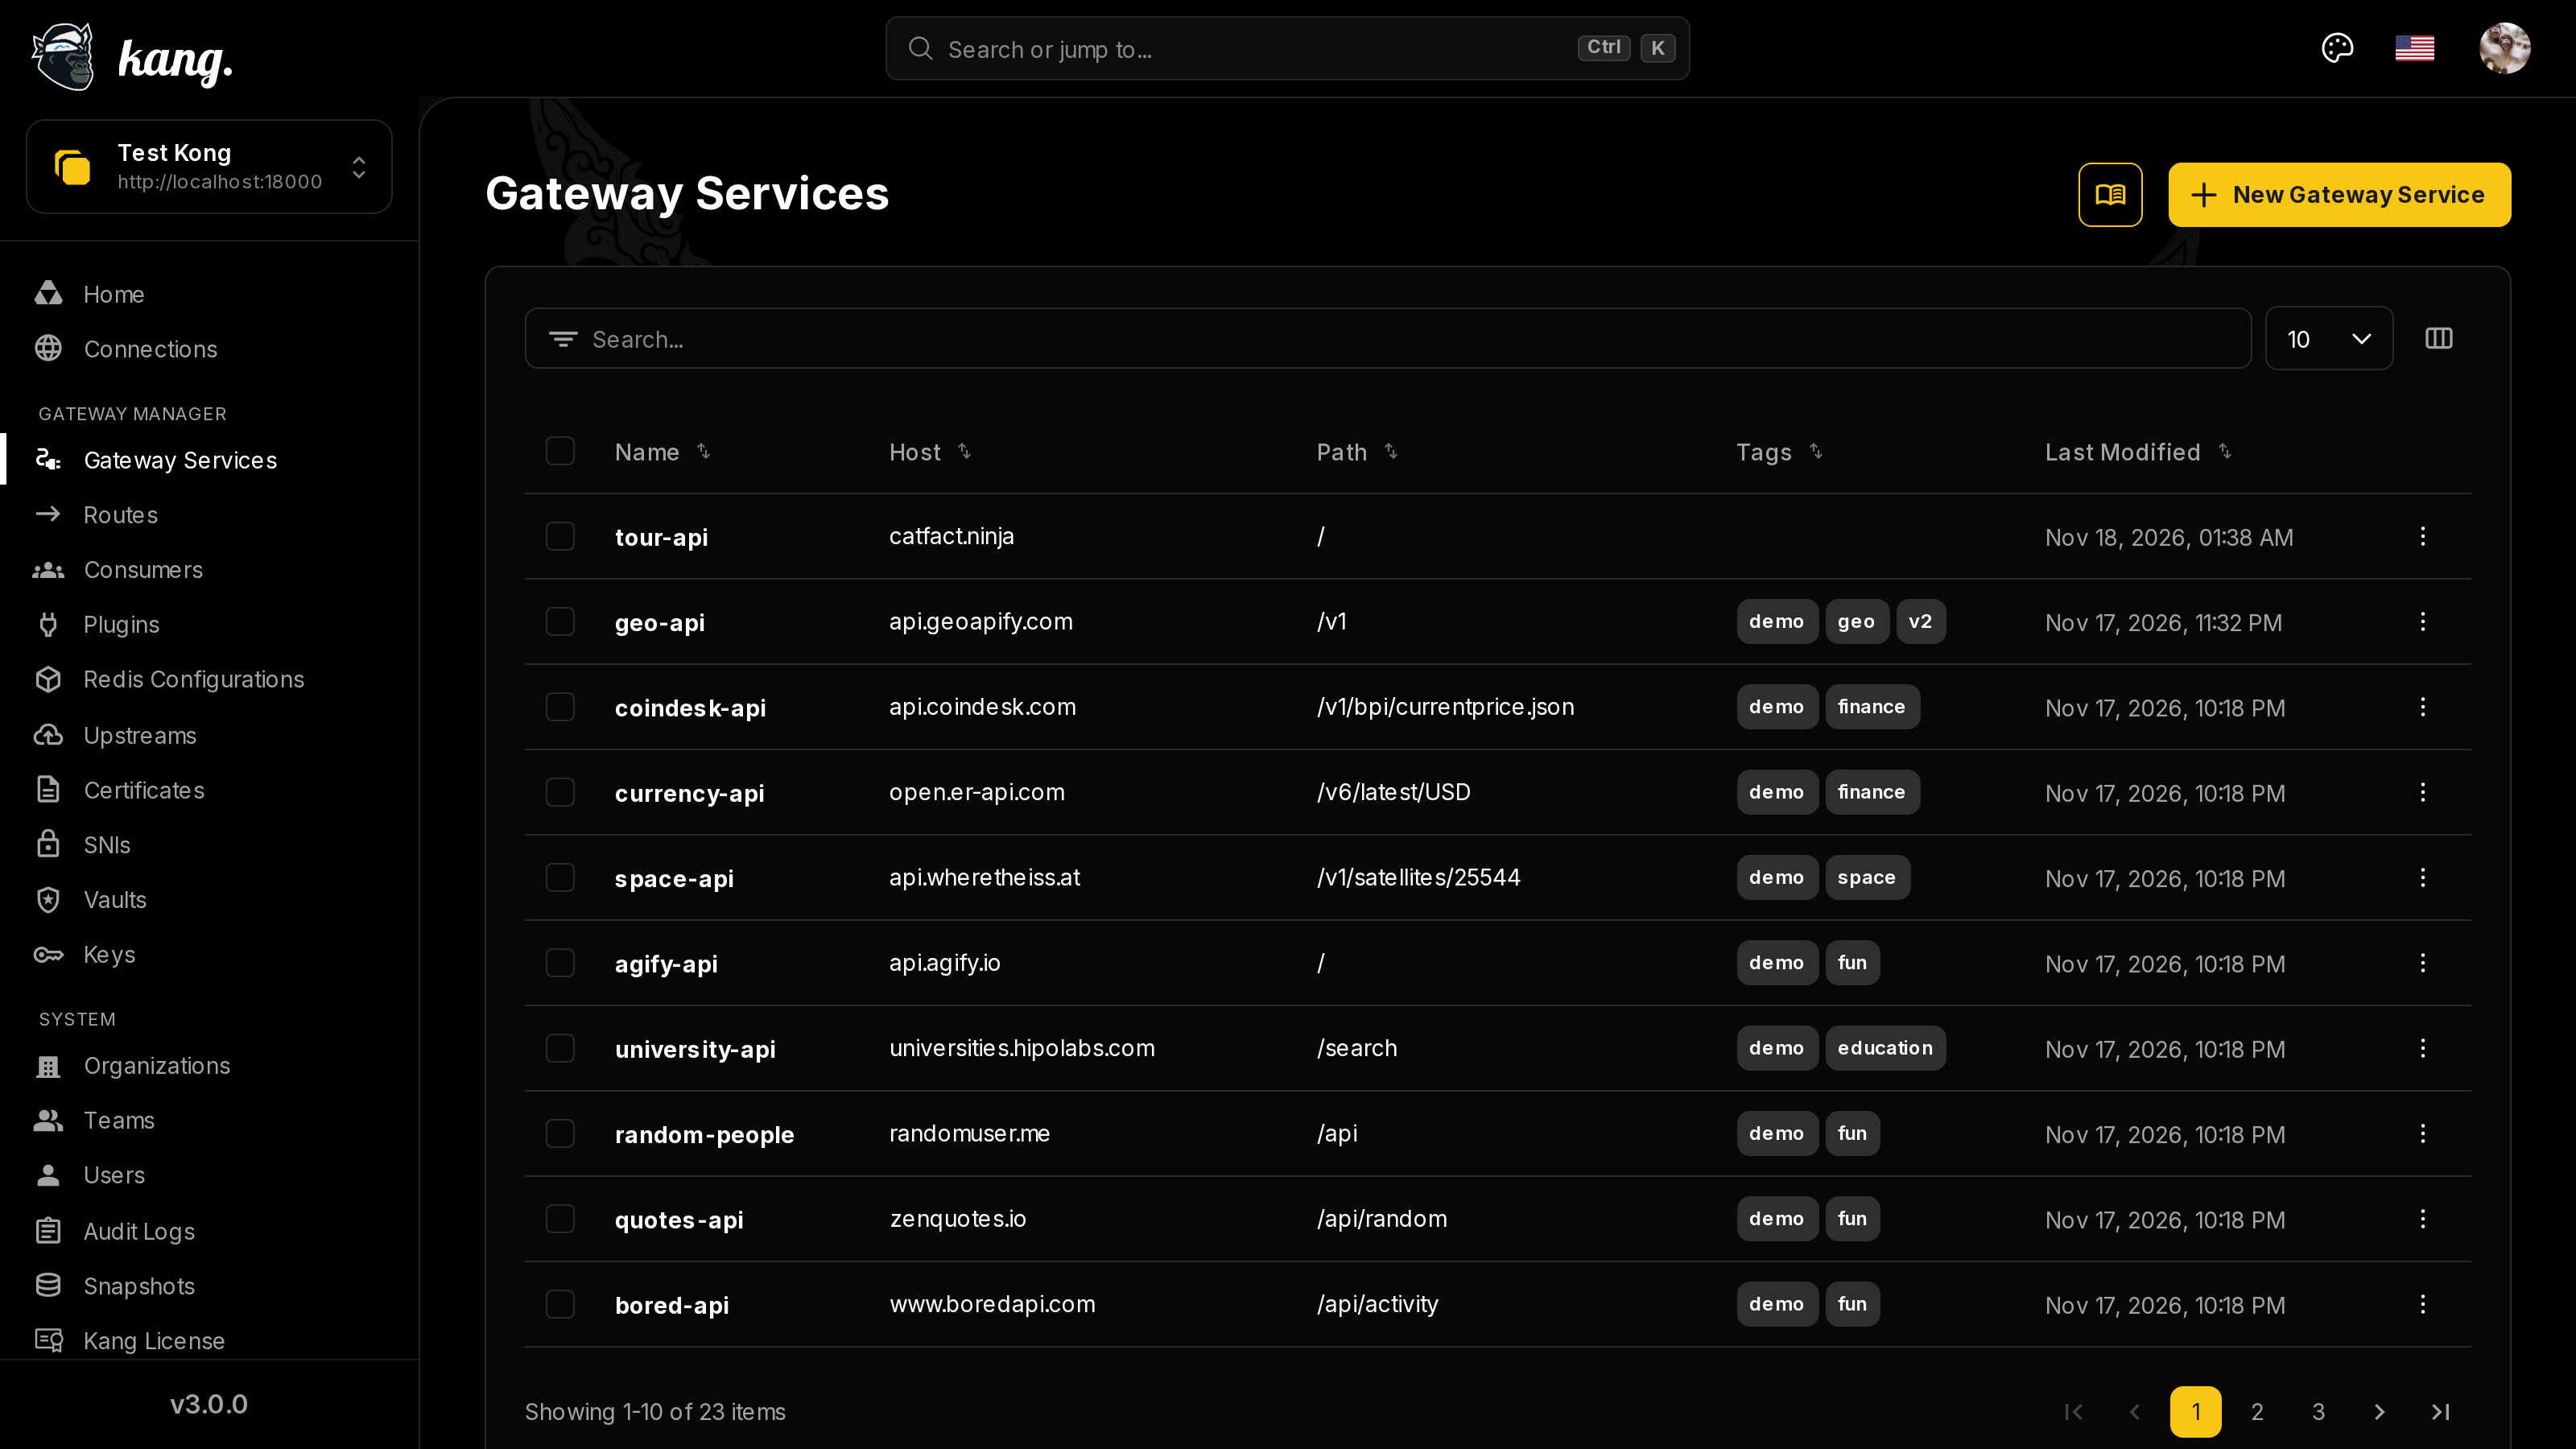 kang.
Search or jump to...
Ctrl K
Test Kong
http://localhost:18000
Home
Connections
GATEWAY MANAGER
Gateway Services
Routes
Consumers
Plugins
Redis Configurations
Upstreams
Certificates
SNIs
Vaults
Keys
SYSTEM
Organizations
Teams
Users
Audit Logs
Snapshots
Kang License
v3.0.0
Gateway Services
New Gateway Service
Search...
10
Name Host Path Tags Last Modified
tour-api catfact.ninja / Nov 18, 2026, 01:38 AM
geo-api api.geoapify.com /v1 demo geo v2 Nov 17, 2026, 11:32 PM
coindesk-api api.coindesk.com /v1/bpi/currentprice.json demo finance Nov 17, 2026, 10:18 PM
currency-api open.er-api.com /v6/latest/USD demo finance Nov 17, 2026, 10:18 PM
space-api api.wheretheiss.at /v1/satellites/25544 demo space Nov 17, 2026, 10:18 PM
agify-api api.agify.io / demo fun Nov 17, 2026, 10:18 PM
university-api universities.hipolabs.com /search demo education Nov 17, 2026, 10:18 PM
random-people randomuser.me /api demo fun Nov 17, 2026, 10:18 PM
quotes-api zenquotes.io /api/random demo fun Nov 17, 2026, 10:18 PM
bored-api www.boredapi.com /api/activity demo fun Nov 17, 2026, 10:18 PM
Showing 1-10 of 23 items
1 2 3